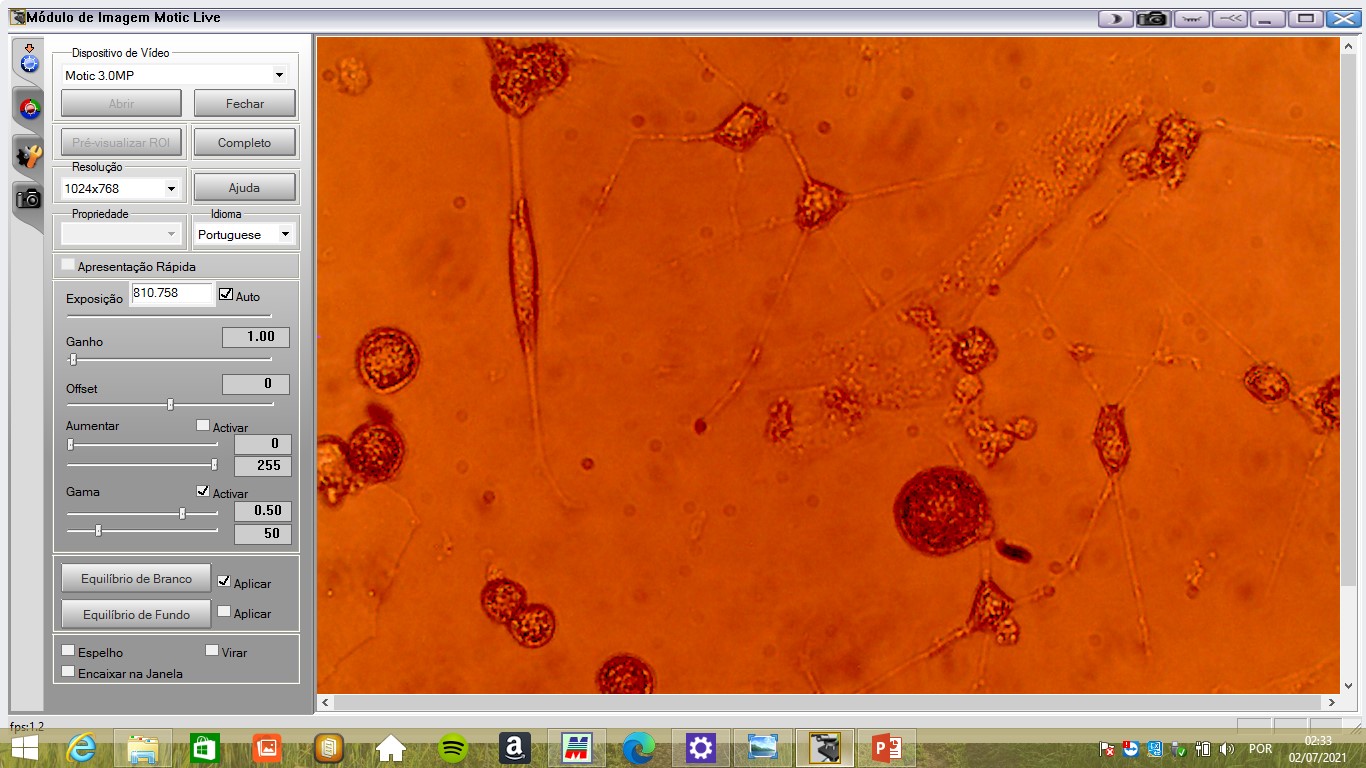 Módulo de Imagem Motic Live
Dispositivo de Vídeo
Motic 3.0MP
Abrir
Fechar
Pré-visualizar ROI
Completo
Resolução
1024x768
Ajuda
Propriedade
Idioma
Portuguese
Apresentação Rápida
Exposição
810.758
Auto
Ganho
1.00
Offset
0
Aumentar
Activar
0
255
Gama
Activar
0.50
50
Equilíbrio de Branco
Aplicar
Equilíbrio de Fundo
Aplicar
Espelho
Virar
Encaixar na Janela
fps:1.2
POR
02:33
02/07/2021